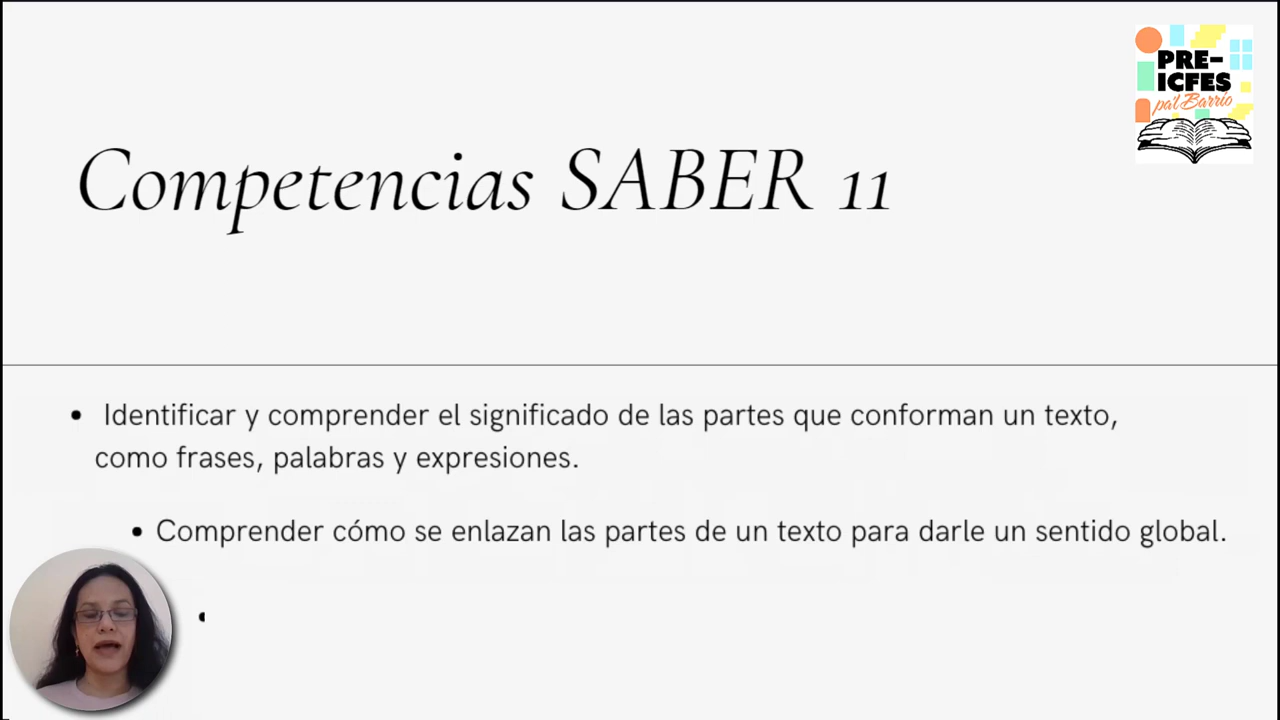 PRE-
ICFES
pa'l Barrio
Competencias SABER 11
• Identificar y comprender el significado de las partes que conforman un texto,
como frases, palabras y expresiones.
• Comprender cómo se enlazan las partes de un texto para darle un sentido global.
•